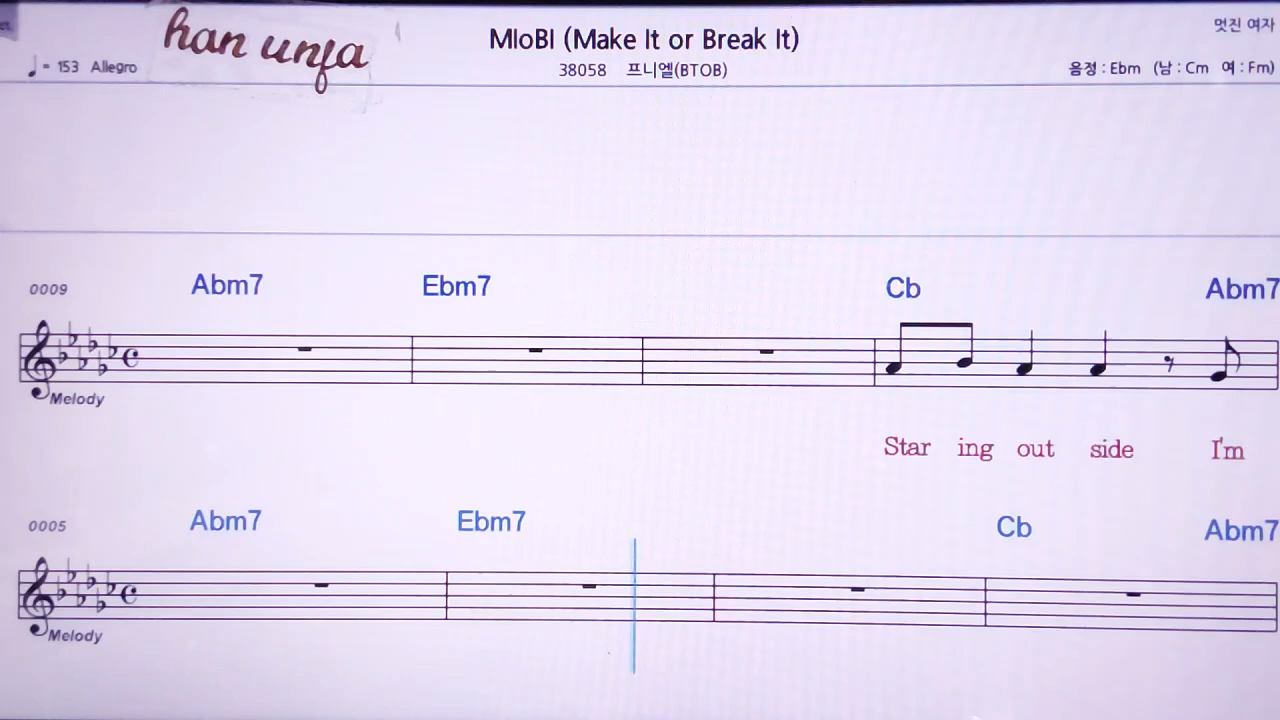 han unfa
MIoBI (Make It or Break It)
멋진 여자
♩= 153 Allegro
38058 프니엘(BTOB)
음정 : Ebm (남 : Cm 여 : Fm)
0009 Abm7 Ebm7 Cb Abm7
Melody
Star ing out side I'm
0005 Abm7 Ebm7 Cb Abm7
Melody